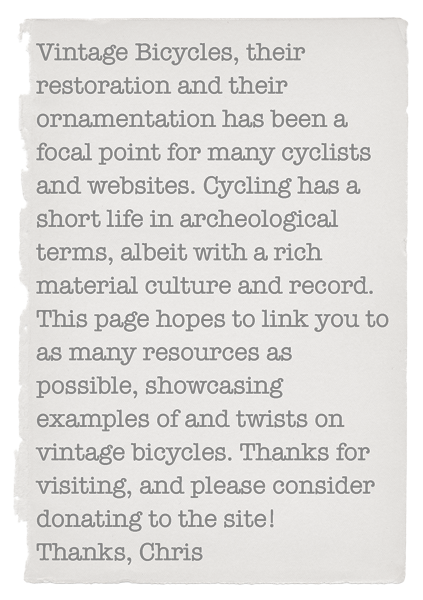 Vintage Bicycles, their
restoration and their
ornamentation has been a
focal point for many cyclists
and websites. Cycling has a
short life in archeological
terms, albeit with a rich
material culture and record.
This page hopes to link you to
as many resources as
possible, showcasing
examples of and twists on
vintage bicycles. Thanks for
visiting, and please consider
donating to the site!
Thanks, Chris